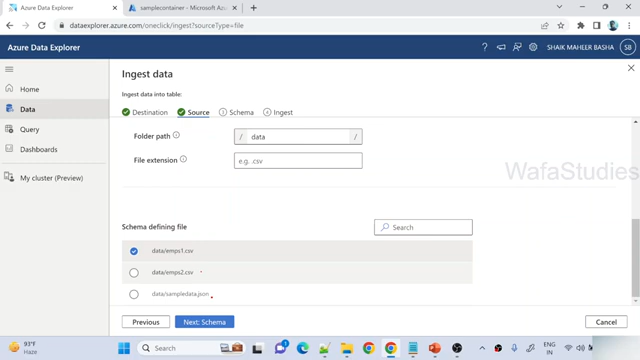 Azure Data Explorer
samplecontainer - Microsoft Azu
dataexplorer.azure.com/oneclick/ingest?sourceType=file
Azure Data Explorer
SHAIK MAHEER BASHA
SB
Home
Data
Query
Dashboards
My cluster (Preview)
Ingest data
Ingest data into table:
Destination
Source
3 Schema
4 Ingest
Folder path
/ data /
File extension
e.g. .csv
WafaStudies
Schema defining file
Search
data/emps1.csv
data/emps2.csv
data/sampledata.json
Previous
Next: Schema
Cancel
93°F
Haze
Search
ENG
IN